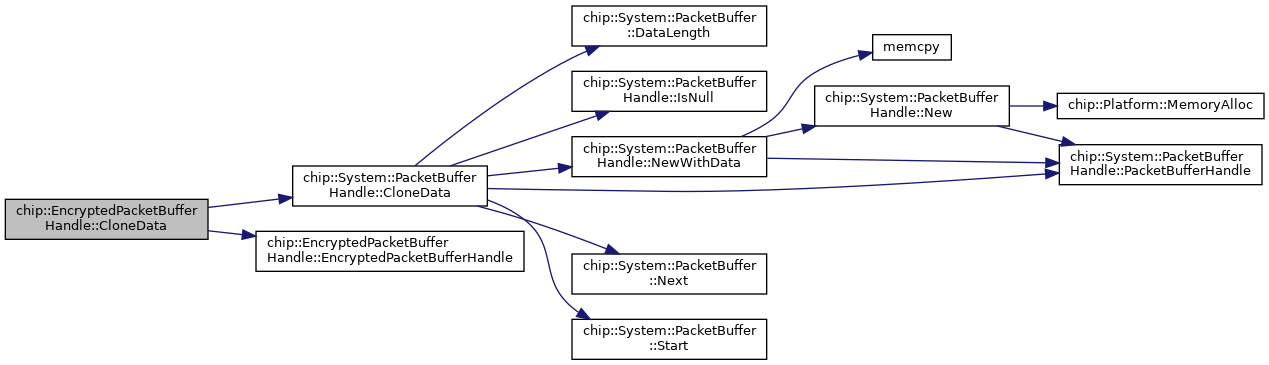 chip::EncryptedPacketBuffer
Handle::CloneData
chip::System::PacketBuffer
Handle::CloneData
chip::EncryptedPacketBuffer
Handle::EncryptedPacketBufferHandle
chip::System::PacketBuffer
::DataLength
chip::System::PacketBuffer
Handle::IsNull
chip::System::PacketBuffer
Handle::NewWithData
chip::System::PacketBuffer
::Next
chip::System::PacketBuffer
::Start
memcpy
chip::System::PacketBuffer
Handle::New
chip::Platform::MemoryAlloc
chip::System::PacketBuffer
Handle::PacketBufferHandle